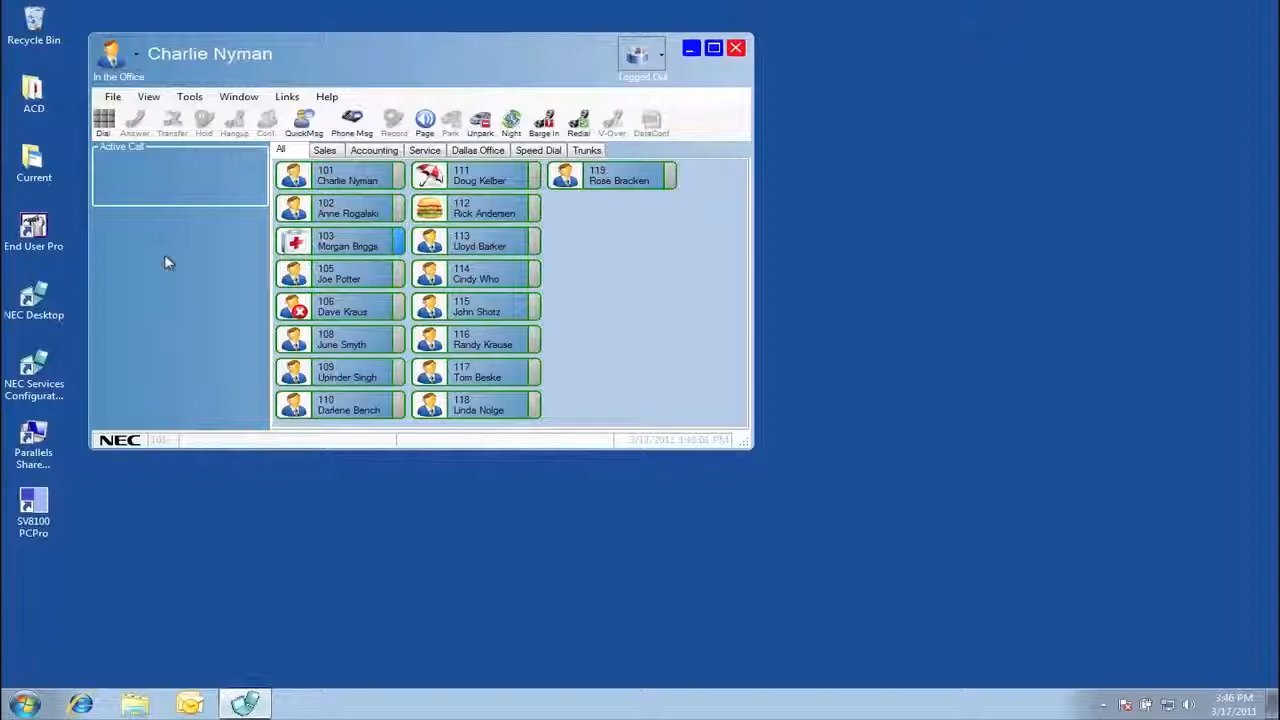 Recycle Bin
ACD
Current
End User Pro
NEC Desktop
NEC Services
Configurat...
Parallels
Share...
SV8100
PCPro
Charlie Nyman
In the Office
Logged Out
File View Tools Window Links Help
Dial Answer Transfer Hold Hangup Conf. QuickMsg Phone Msg Record Page Park Unpark Night Barge In Redial V-Over DataConf
Active Call
All Sales Accounting Service Dallas Office Speed Dial Trunks
101
Charlie Nyman
102
Anne Rogalski
103
Morgan Briggs
105
Joe Potter
106
Dave Kraus
108
June Smyth
109
Upinder Singh
110
Darlene Bench
111
Doug Kelber
112
Rick Andersen
113
Lloyd Barker
114
Cindy Who
115
John Shotz
116
Randy Krause
117
Tom Beske
118
Linda Nolge
119
Rose Bracken
NEC 101
3:46 PM
3/17/2011